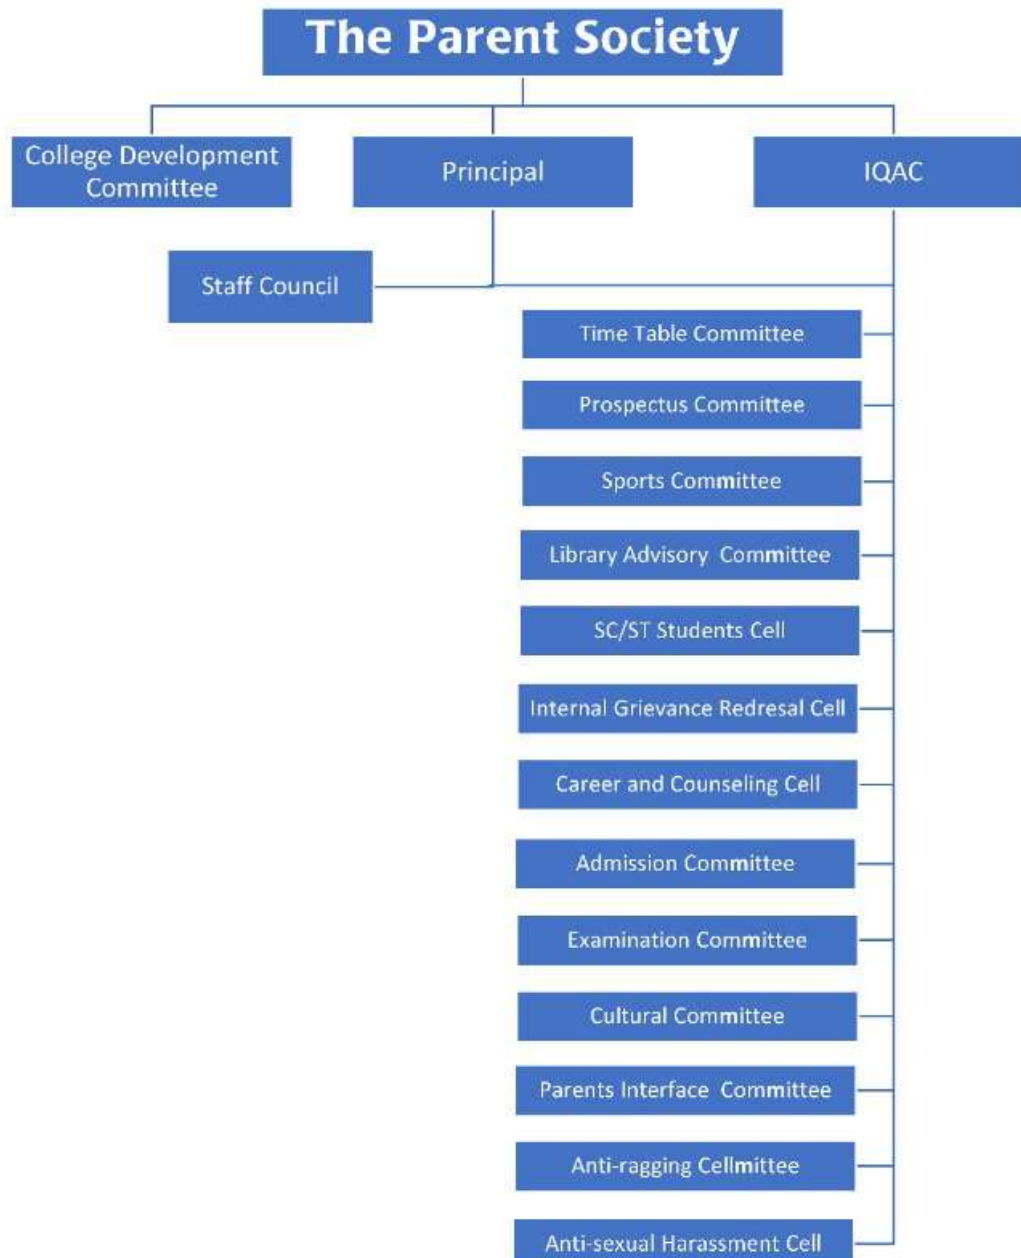 The Parent Society
College Development
Committee
Principal
IQAC
Staff Council
Time Table Committee
Prospectus Committee
Sports Committee
Library Advisory  Committee
SC/ST Students Cell
Internal Grievance Redresal Cell
Career and Counseling Cell
Admission Committee
Examination Committee
Cultural Committee
Parents Interface  Committee
Anti-ragging Cellmittee
Anti-sexual Harassment Cell